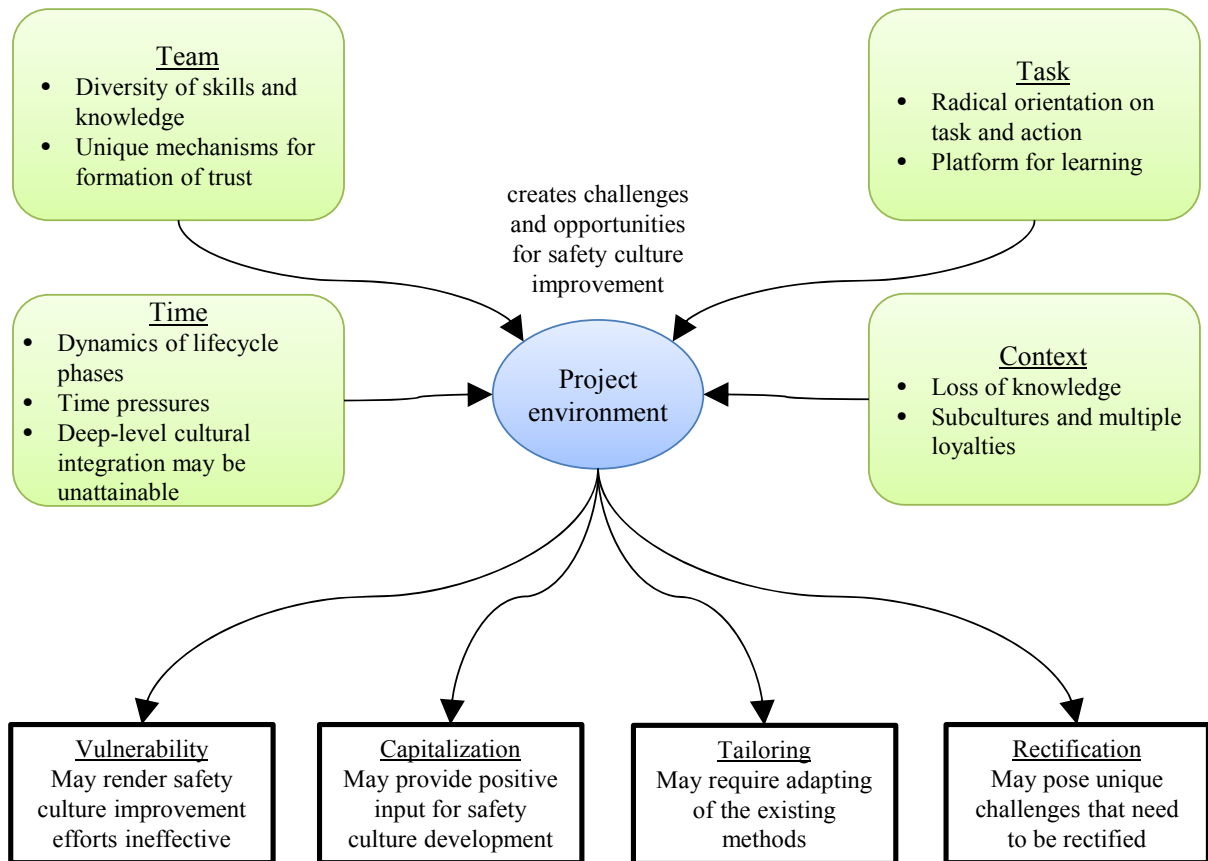 Team
• Diversity of skills and
knowledge
• Unique mechanisms for
formation of trust
Task
• Radical orientation on
task and action
• Platform for learning
creates challenges
and opportunities
for safety culture
improvement
Time
• Dynamics of lifecycle
phases
• Time pressures
• Deep-level cultural
integration may be
unattainable
Project
environment
Context
• Loss of knowledge
• Subcultures and multiple
loyalties
Vulnerability
May render safety
culture improvement
efforts ineffective
Capitalization
May provide positive
input for safety
culture development
Tailoring
May require adapting
of the existing
methods
Rectification
May pose unique
challenges that need
to be rectified